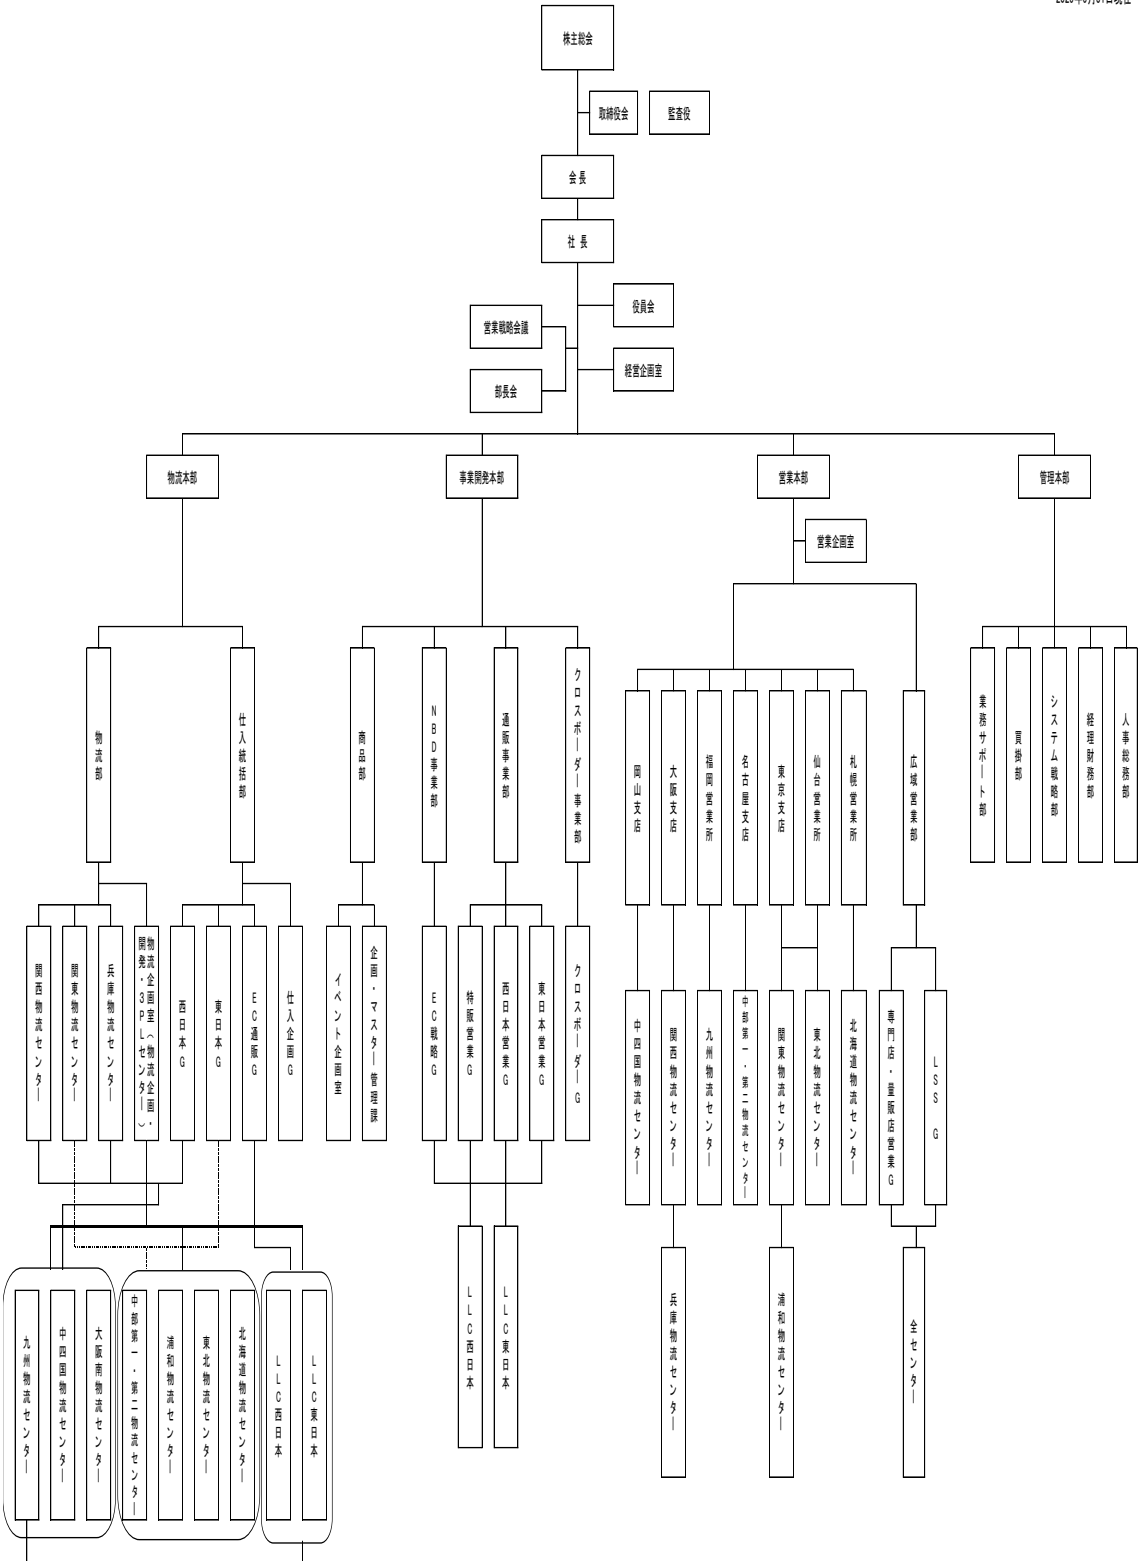 株主総会
取締役会
監査役
会 長
社 長
役員会
営業戦略会議
経営企画室
部長会
物流本部
事業開発本部
営業本部
管理本部
営業企画室
物流部
仕入統括部
商品部
NBD事業部
通販事業部
クロスボーダー事業部
岡山支店
大阪支店
福岡営業所
名古屋支店
東京支店
仙台営業所
札幌営業所
広域営業部
業務サポート部
買掛部
システム戦略部
経理財務部
人事総務部
関西物流センター
関東物流センター
兵庫物流センター
物流企画室（物流企画・
開発・3PLセンター）
西日本G
東日本G
EC通販G
仕入企画G
イベント企画室
企画・マスター管理課
EC戦略G
特販営業G
西日本営業G
東日本営業G
クロスボーダーG
中四国物流センター
関西物流センター
九州物流センター
中部第一・第二物流センター
関東物流センター
東北物流センター
北海道物流センター
専門店・量販店営業G
LSS G
九州物流センター
中四国物流センター
大阪南物流センター
中部第一・第二物流センター
浦和物流センター
東北物流センター
北海道物流センター
LLC西日本
LLC東日本
LLC西日本
LLC東日本
兵庫物流センター
浦和物流センター
全センター